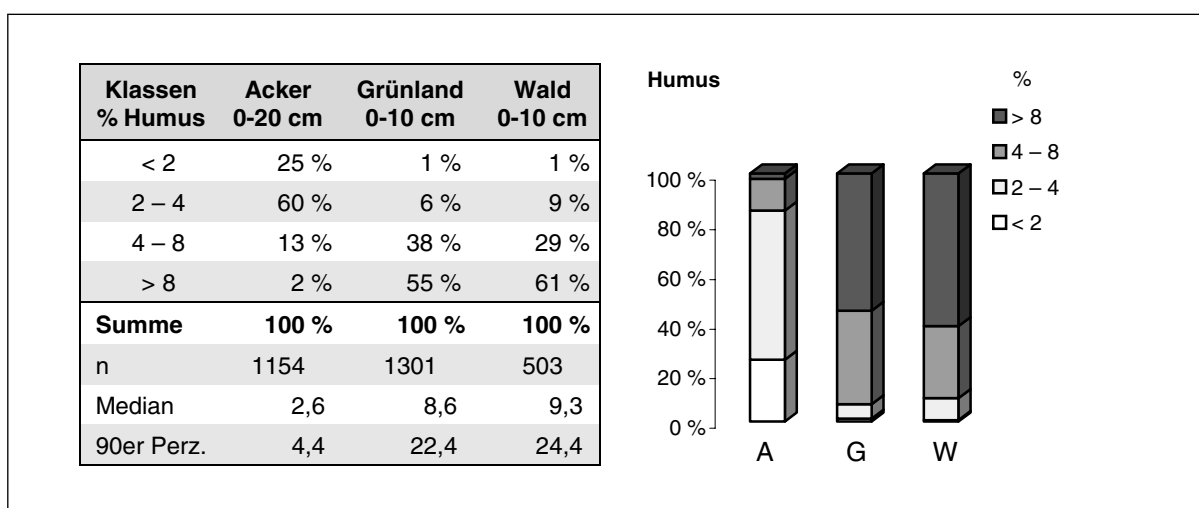 Klassen Acker Grünland Wald
% Humus 0-20 cm 0-10 cm 0-10 cm
< 2 25 % 1 % 1 %
2 – 4 60 % 6 % 9 %
4 – 8 13 % 38 % 29 %
> 8 2 % 55 % 61 %
Summe 100 % 100 % 100 %
n 1154 1301 503
Median 2,6 8,6 9,3
90er Perz. 4,4 22,4 24,4
Humus
%
> 8
4 – 8
2 – 4
< 2
100 %
80 %
60 %
40 %
20 %
0 %
A G W